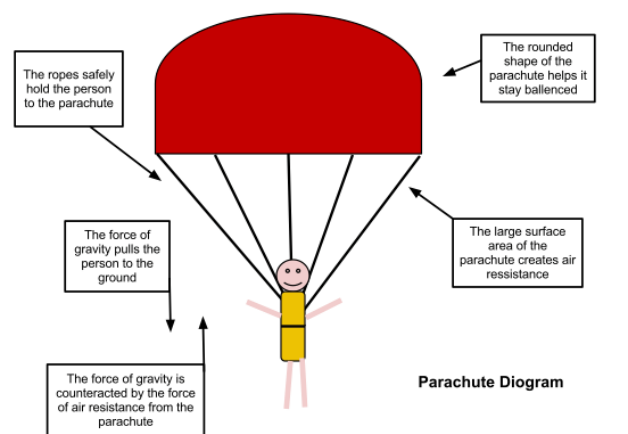 The rounded
shape of the
parachute helps it
stay ballenced
The ropes safely
hold the person
to the parachute
The force of
gravity pulls the
person to the
ground
The large surface
area of the
parachute creates air
ressistance
The force of gravity is
counteracted by the force
of air resistance from the
parachute
Parachute Diogram